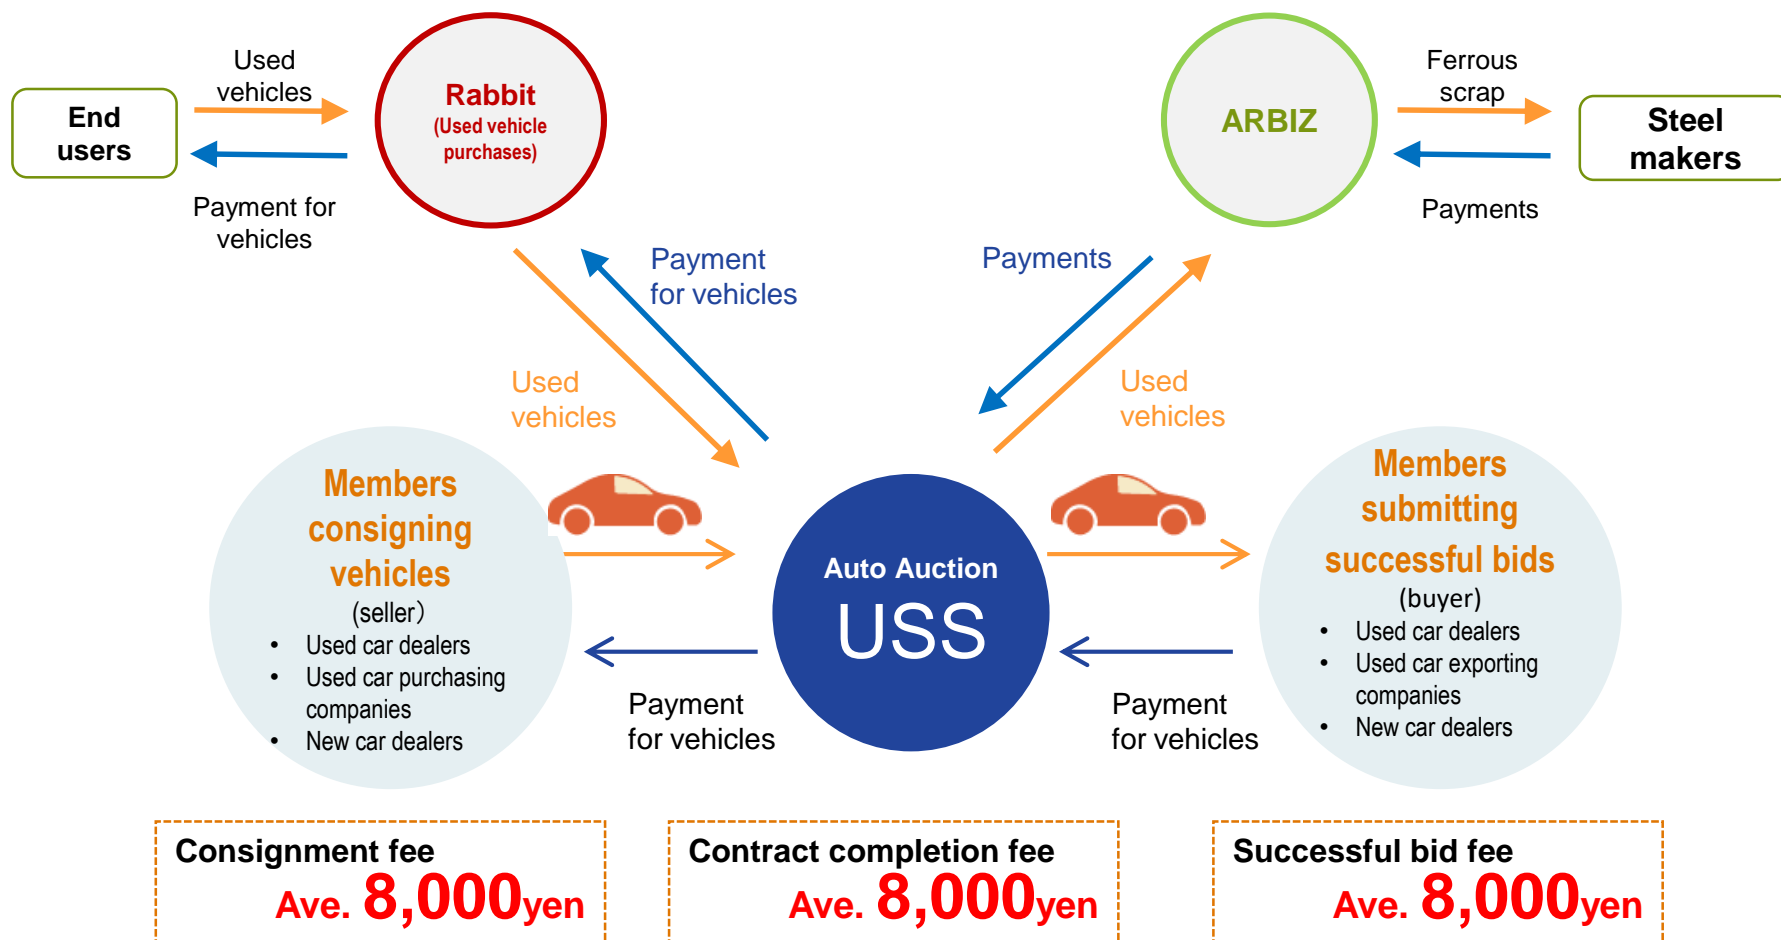 Used
vehicles
End
users
Payment for
vehicles
Rabbit
(Used vehicle
purchases)
ARBIZ
Ferrous
scrap
Steel
makers
Payments
Payment
for vehicles
Used
vehicles
Payments
Used
vehicles
Members
consigning
vehicles
(seller）
• Used car dealers
• Used car purchasing
companies
• New car dealers
Payment
for vehicles
Auto Auction
USS
Payment
for vehicles
Members
submitting
successful bids
(buyer)
• Used car dealers
• Used car exporting
companies
• New car dealers
Consignment fee
Ave. 8,000yen
Contract completion fee
Ave. 8,000yen
Successful bid fee
Ave. 8,000yen